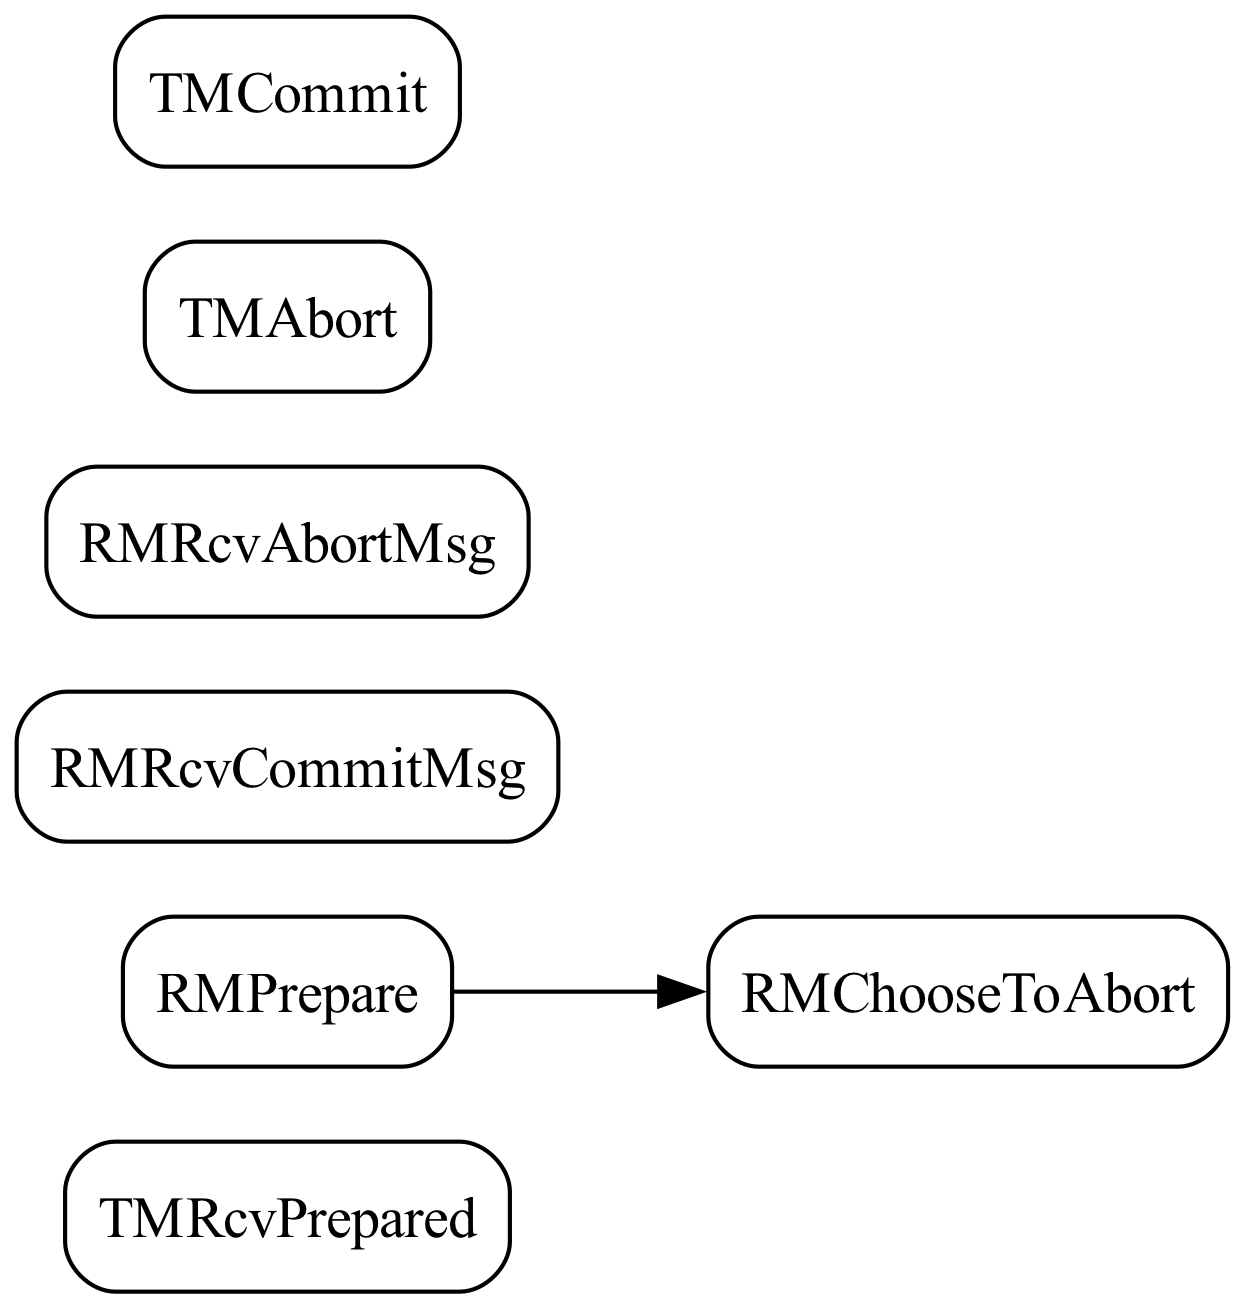 TMCommit
TMAbort
RMRcvAbortMsg
RMRcvCommitMsg
RMPrepare
RMChooseToAbort
TMRcvPrepared